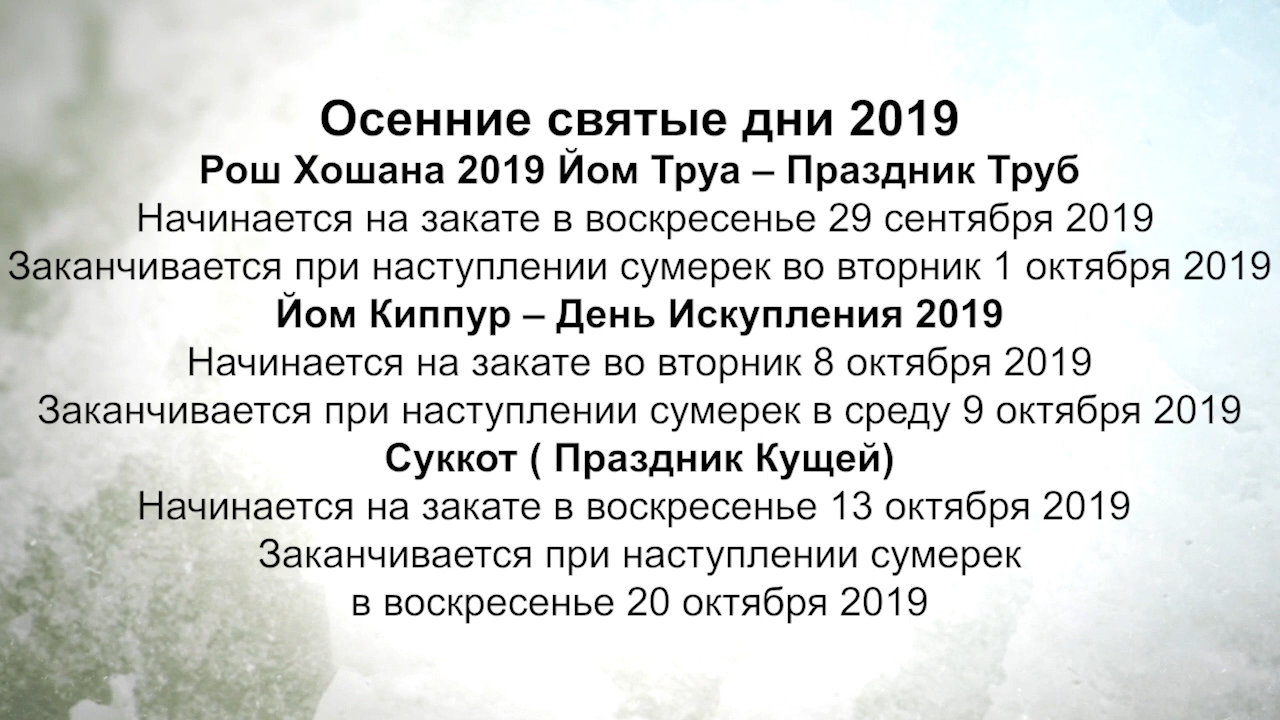 Осенние святые дни 2019
Рош Хошана 2019 Йом Труа – Праздник Труб
Начинается на закате в воскресенье 29 сентября 2019
Заканчивается при наступлении сумерек во вторник 1 октября 2019
Йом Киппур – День Искупления 2019
Начинается на закате во вторник 8 октября 2019
Заканчивается при наступлении сумерек в среду 9 октября 2019
Суккот ( Праздник Кущей)
Начинается на закате в воскресенье 13 октября 2019
Заканчивается при наступлении сумерек
в воскресенье 20 октября 2019